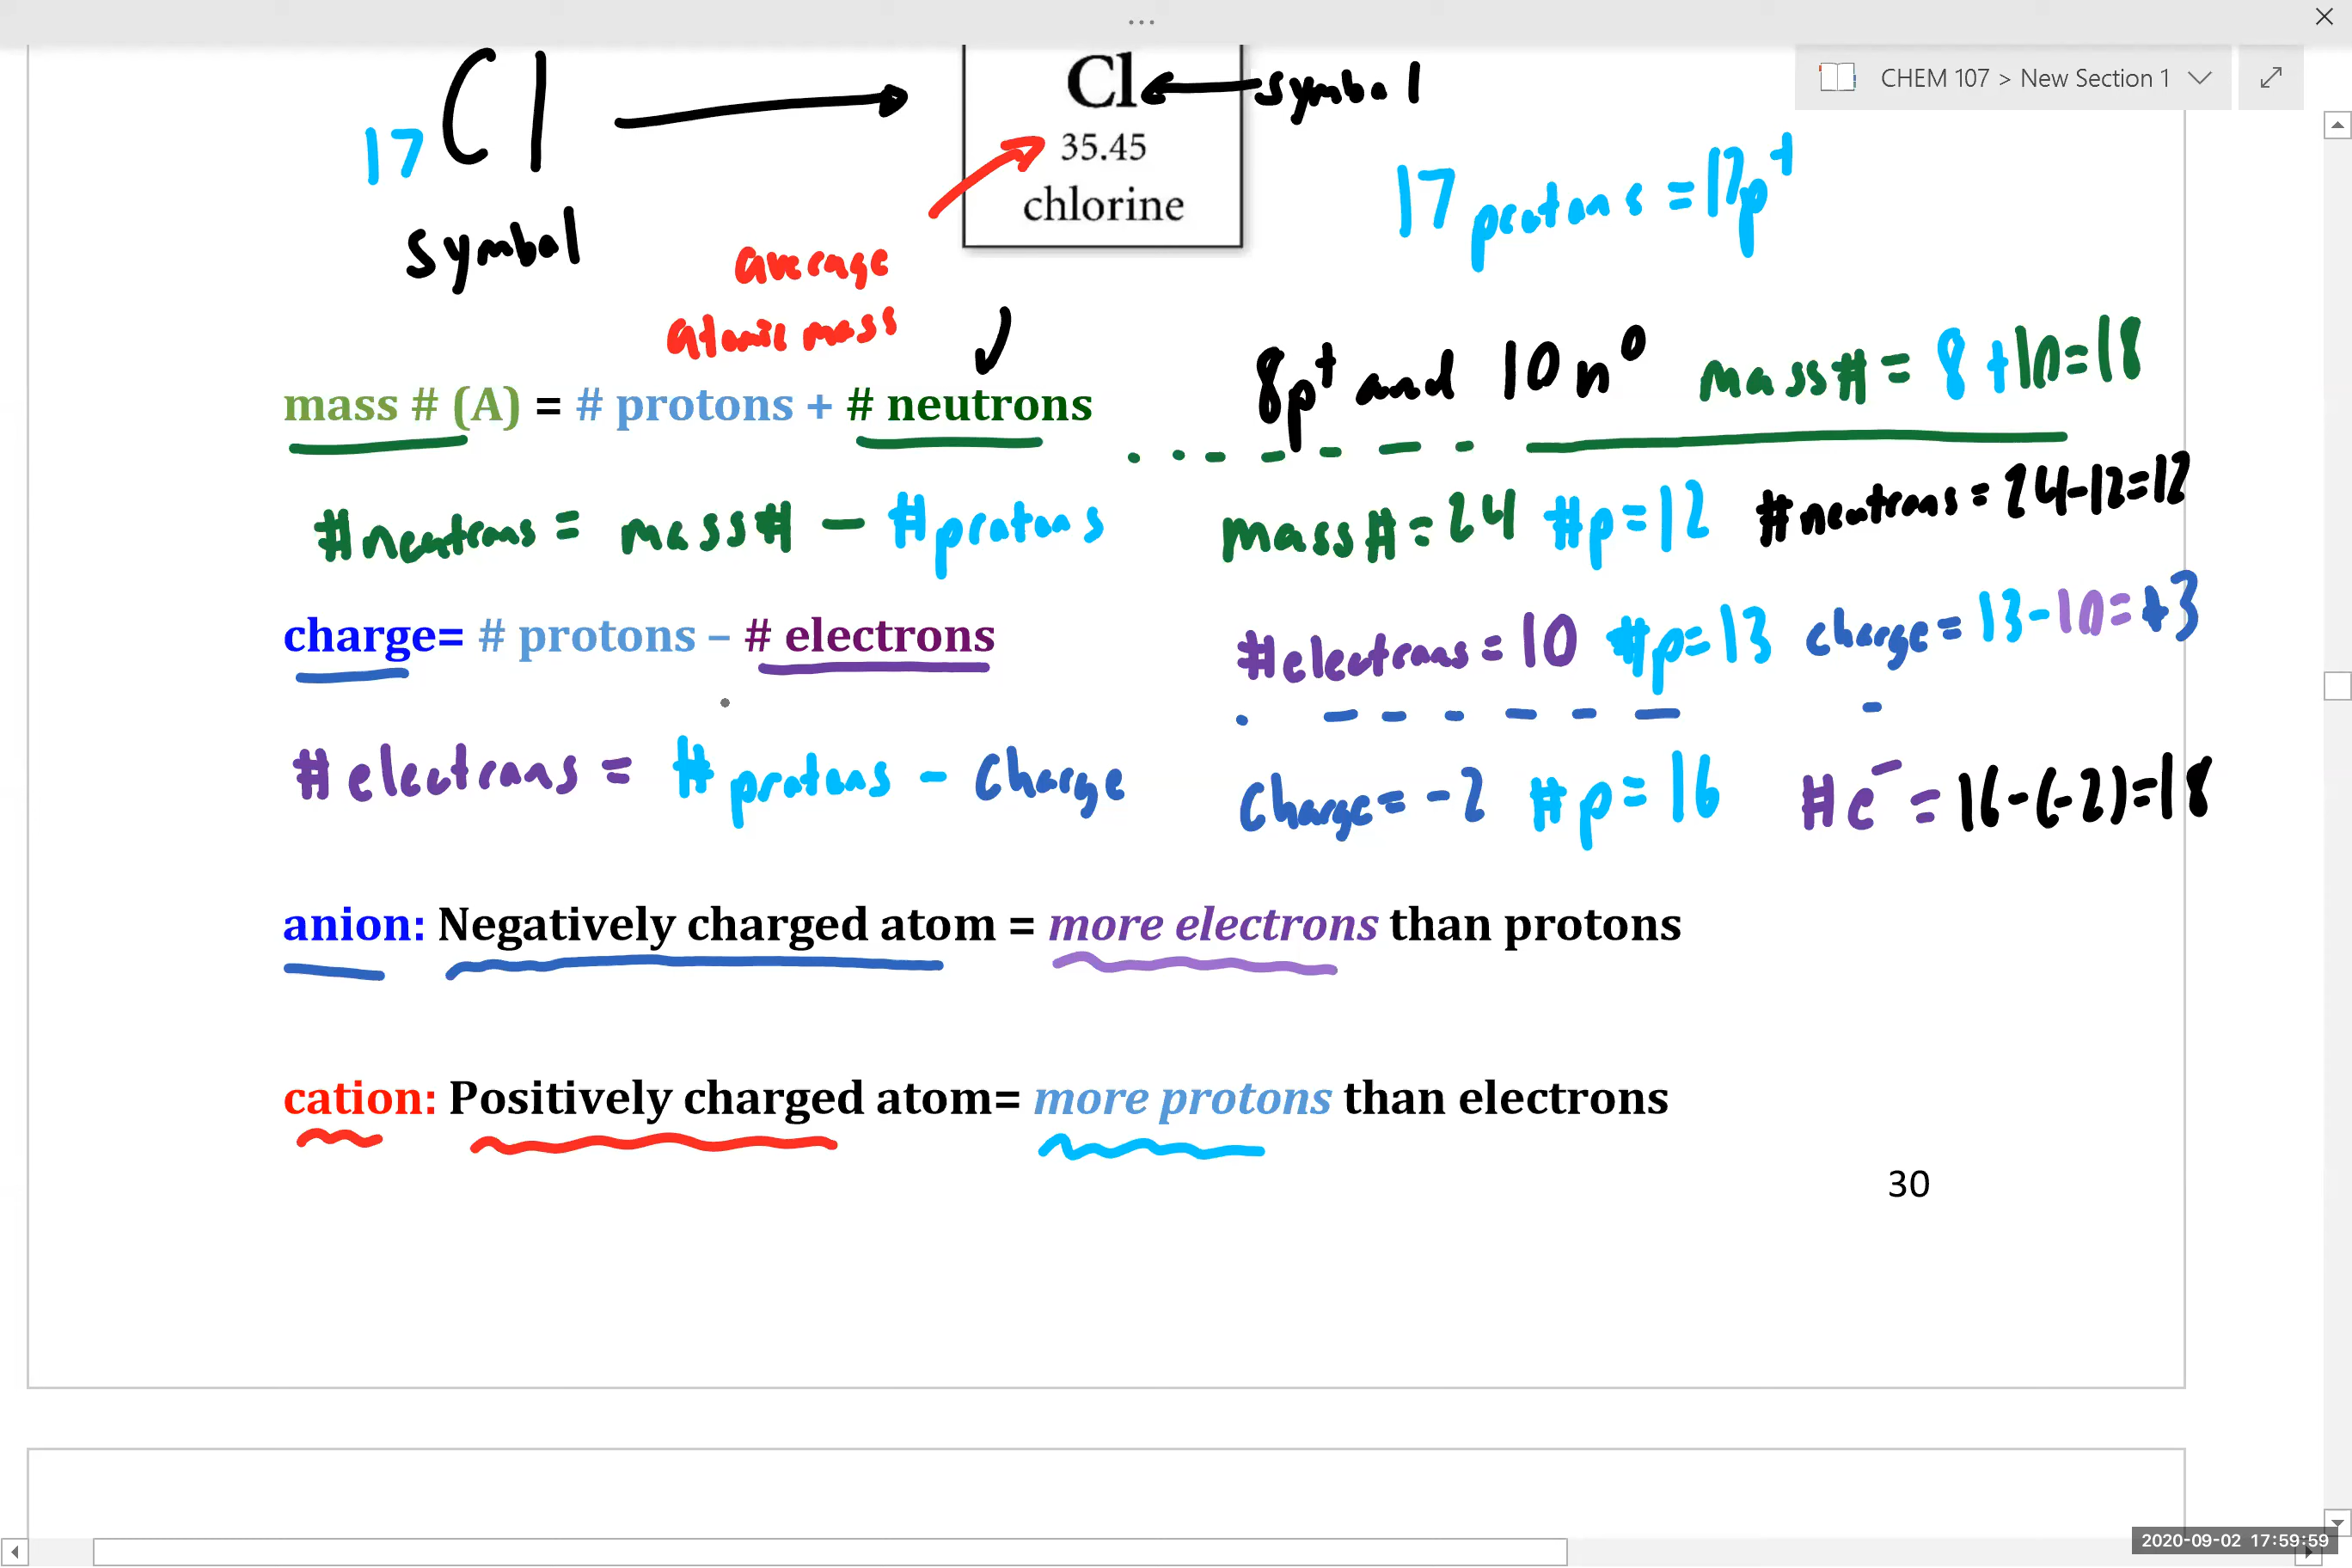 CHEM 107 > New Section 1
17 Cl
Cl
symbol
35.45
chlorine
17 protons = 17p+
symbol
average
atomic mass
mass # (A) = # protons + # neutrons
8p+ and 10n0 mass# = 8+10=18
#neutrons = mass# - #protons
mass#=24 #p=12 #neutrons=24-12=12
charge= # protons – # electrons
#electrons=10 #p=13 charge=13-10=+3
#electrons = #protons - charge
charge=-2 #p=16 #e-=16-(-2)=18
anion: Negatively charged atom = more electrons than protons
cation: Positively charged atom= more protons than electrons
30
2020-09-02 17:59:59